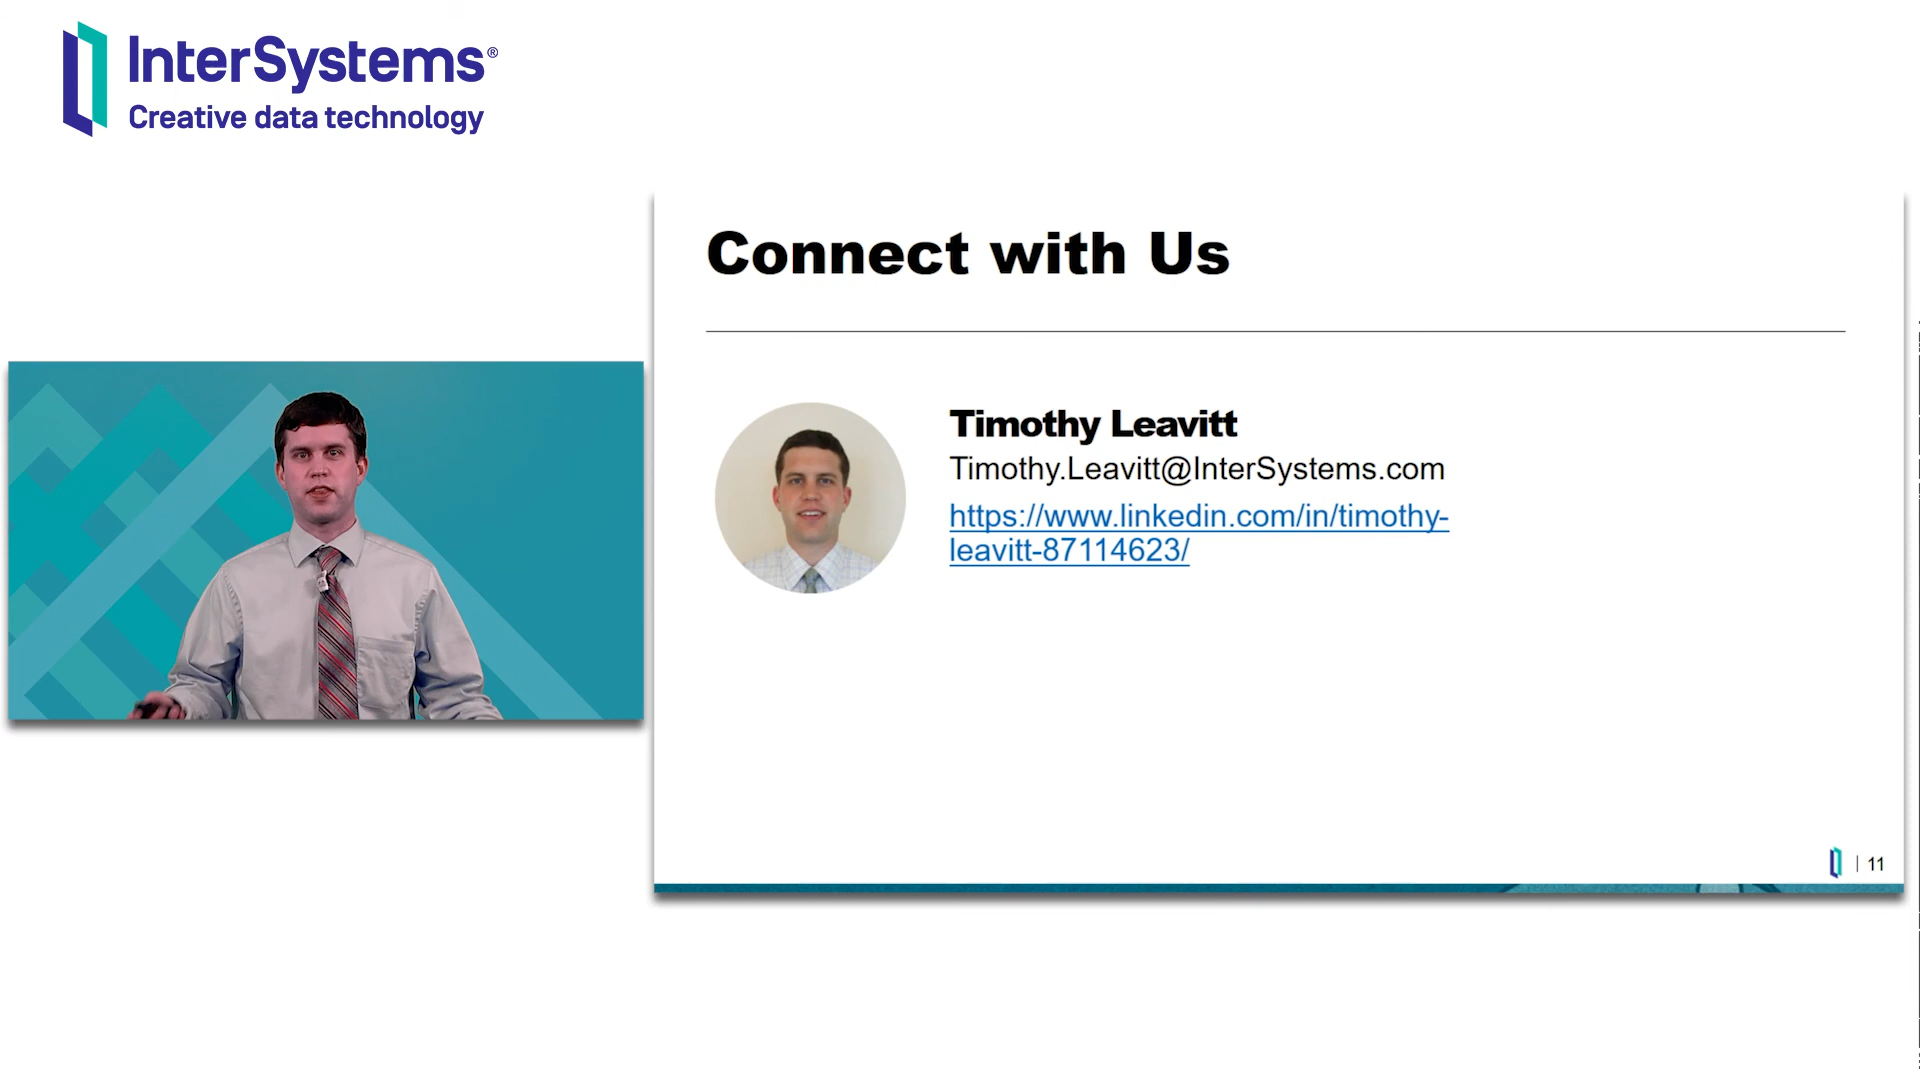 InterSystems®
Creative data technology
Connect with Us
Timothy Leavitt
Timothy.Leavitt@InterSystems.com
https://www.linkedin.com/in/timothy-
leavitt-87114623/
| 11